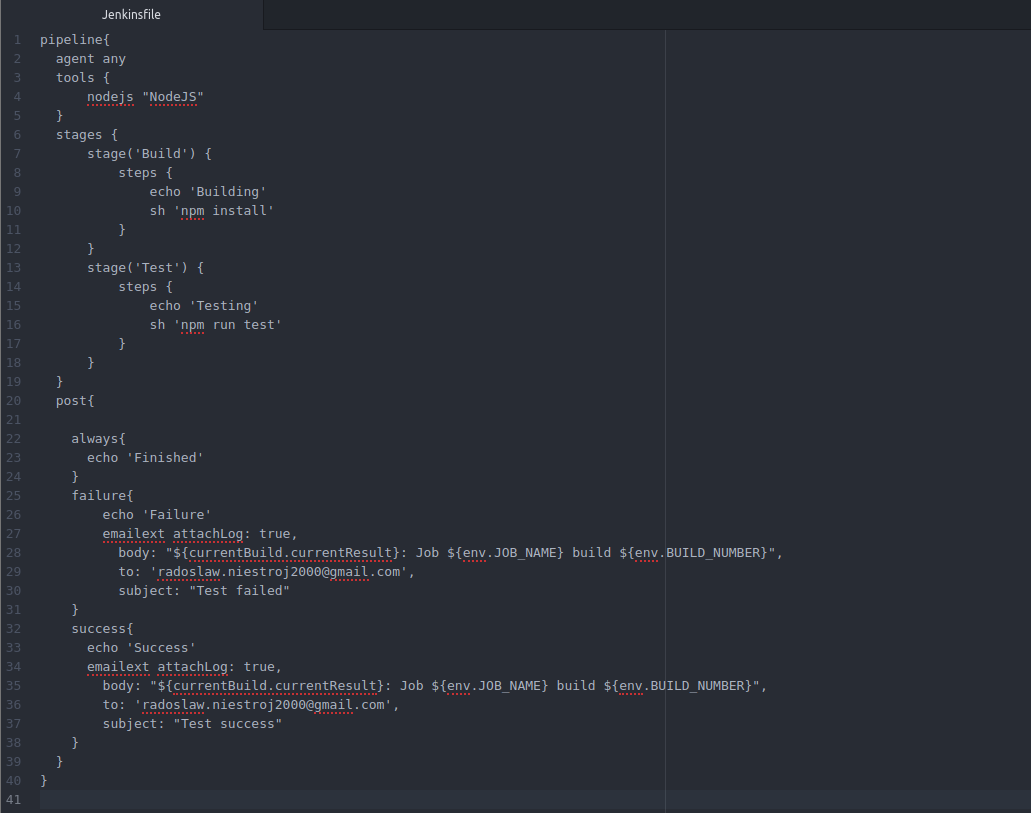 Jenkinsfile
1 pipeline{
2   agent any
3   tools {
4       nodejs "NodeJS"
5   }
6   stages {
7       stage('Build') {
8           steps {
9               echo 'Building'
10              sh 'npm install'
11          }
12      }
13      stage('Test') {
14          steps {
15              echo 'Testing'
16              sh 'npm run test'
17          }
18      }
19  }
20  post{
21
22    always{
23      echo 'Finished'
24    }
25    failure{
26        echo 'Failure'
27        emailext attachLog: true,
28          body: "${currentBuild.currentResult}: Job ${env.JOB_NAME} build ${env.BUILD_NUMBER}",
29          to: 'radoslaw.niestroj2000@gmail.com',
30          subject: "Test failed"
31    }
32    success{
33      echo 'Success'
34      emailext attachLog: true,
35        body: "${currentBuild.currentResult}: Job ${env.JOB_NAME} build ${env.BUILD_NUMBER}",
36        to: 'radoslaw.niestroj2000@gmail.com',
37        subject: "Test success"
38    }
39  }
40 }
41